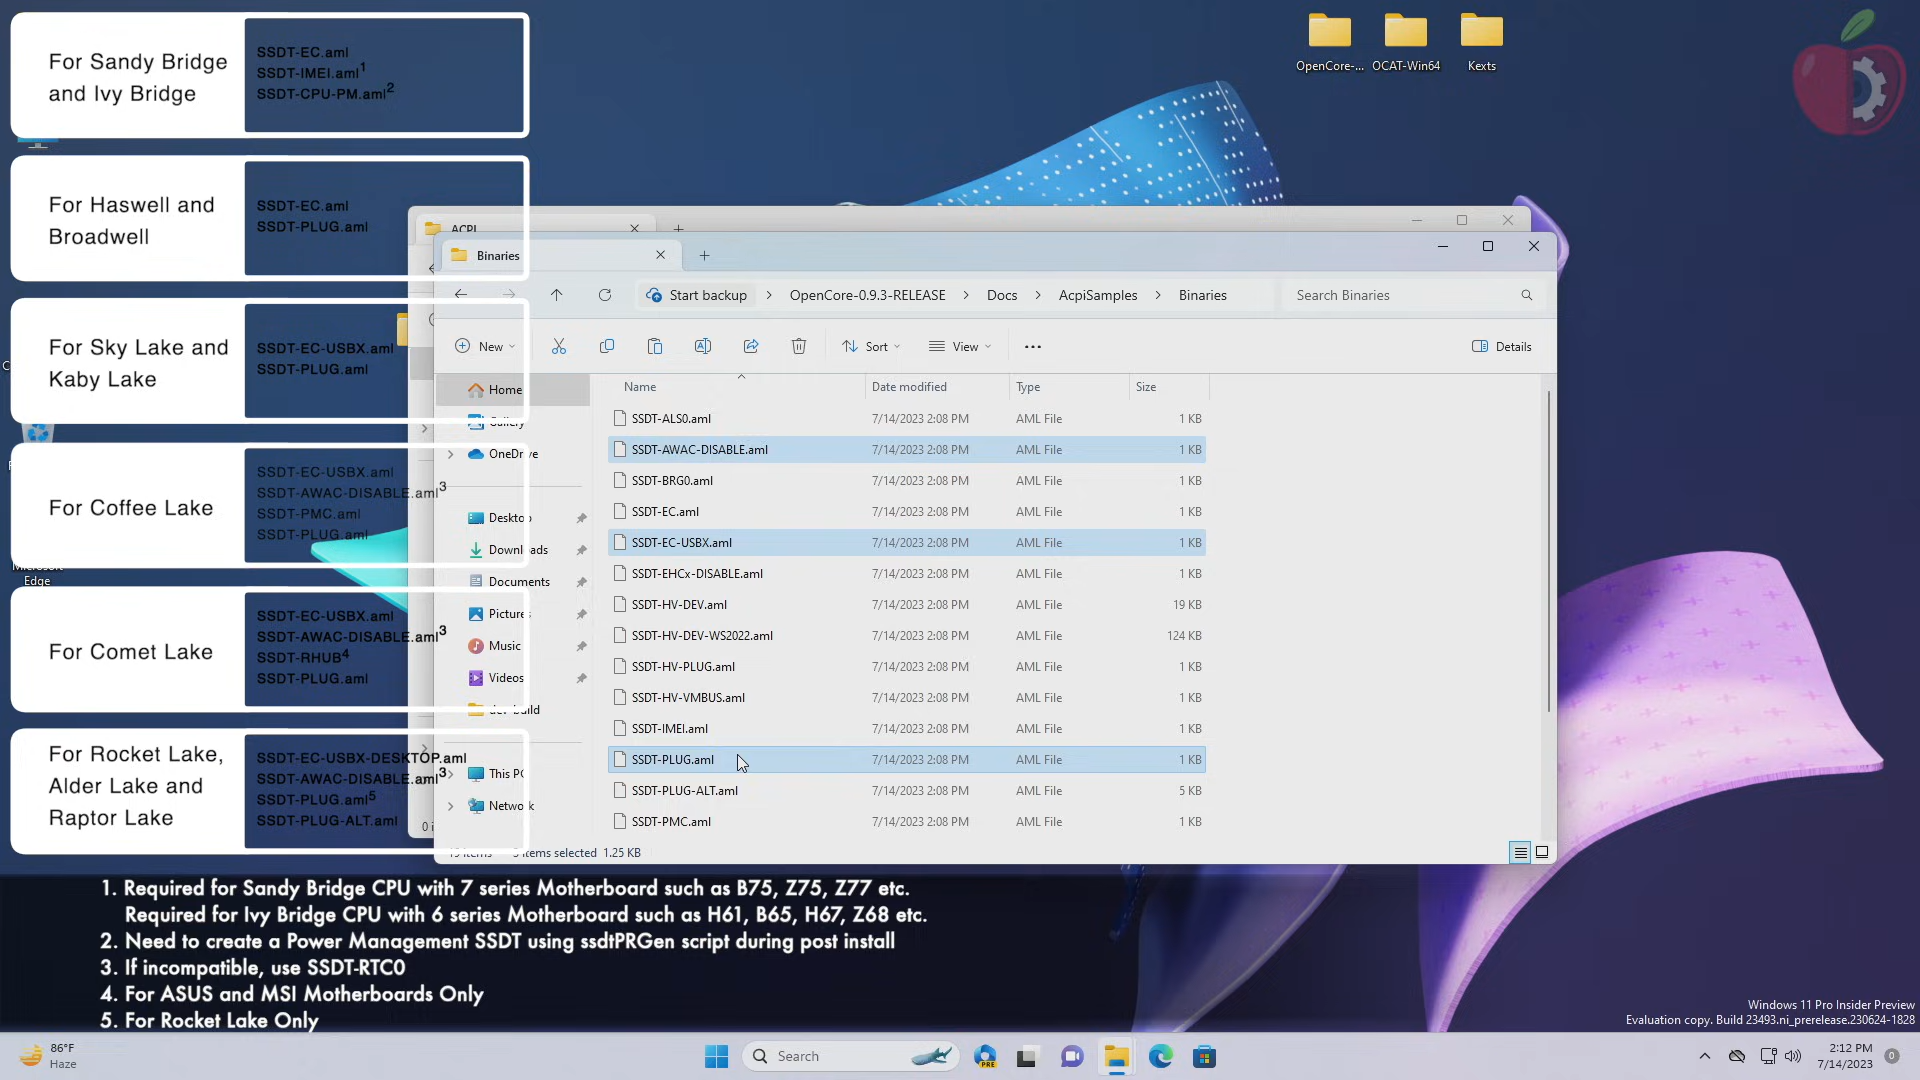 For Sandy Bridge
and Ivy Bridge
SSDT-EC.aml
SSDT-IMEI.aml1
SSDT-CPU-PM.aml2
For Haswell and
Broadwell
SSDT-EC.aml
SSDT-PLUG.aml
For Sky Lake and
Kaby Lake
SSDT-EC-USBX.aml
SSDT-PLUG.aml
For Coffee Lake
SSDT-EC-USBX.aml
SSDT-AWAC-DISABLE.aml3
SSDT-PMC.aml
SSDT-PLUG.aml
For Comet Lake
SSDT-EC-USBX.aml
SSDT-AWAC-DISABLE.aml3
SSDT-RHUB4
SSDT-PLUG.aml
For Rocket Lake,
Alder Lake and
Raptor Lake
SSDT-EC-USBX-DESKTOP.aml
SSDT-AWAC-DISABLE.aml3
SSDT-PLUG.aml5
SSDT-PLUG-ALT.aml
OpenCore-... OCAT-Win64 Kexts
Edge
ACPI
Binaries
Start backup > OpenCore-0.9.3-RELEASE > Docs > AcpiSamples > Binaries
Search Binaries
New Sort View ... Details
Home
Gallery
OneDrive
Desktop
Downloads
Documents
Pictures
Music
Videos
dev-build
This PC
Network
Name Date modified Type Size
SSDT-ALS0.aml 7/14/2023 2:08 PM AML File 1 KB
SSDT-AWAC-DISABLE.aml 7/14/2023 2:08 PM AML File 1 KB
SSDT-BRG0.aml 7/14/2023 2:08 PM AML File 1 KB
SSDT-EC.aml 7/14/2023 2:08 PM AML File 1 KB
SSDT-EC-USBX.aml 7/14/2023 2:08 PM AML File 1 KB
SSDT-EHCx-DISABLE.aml 7/14/2023 2:08 PM AML File 1 KB
SSDT-HV-DEV.aml 7/14/2023 2:08 PM AML File 19 KB
SSDT-HV-DEV-WS2022.aml 7/14/2023 2:08 PM AML File 124 KB
SSDT-HV-PLUG.aml 7/14/2023 2:08 PM AML File 1 KB
SSDT-HV-VMBUS.aml 7/14/2023 2:08 PM AML File 1 KB
SSDT-IMEI.aml 7/14/2023 2:08 PM AML File 1 KB
SSDT-PLUG.aml 7/14/2023 2:08 PM AML File 1 KB
SSDT-PLUG-ALT.aml 7/14/2023 2:08 PM AML File 5 KB
SSDT-PMC.aml 7/14/2023 2:08 PM AML File 1 KB
19 items 3 items selected 1.25 KB
1. Required for Sandy Bridge CPU with 7 series Motherboard such as B75, Z75, Z77 etc.
Required for Ivy Bridge CPU with 6 series Motherboard such as H61, B65, H67, Z68 etc.
2. Need to create a Power Management SSDT using ssdtPRGen script during post install
3. If incompatible, use SSDT-RTC0
4. For ASUS and MSI Motherboards Only
5. For Rocket Lake Only
Windows 11 Pro Insider Preview
Evaluation copy. Build 23493.ni_prerelease.230624-1828
86°F
Haze
Search
PRE
2:12 PM
7/14/2023
0